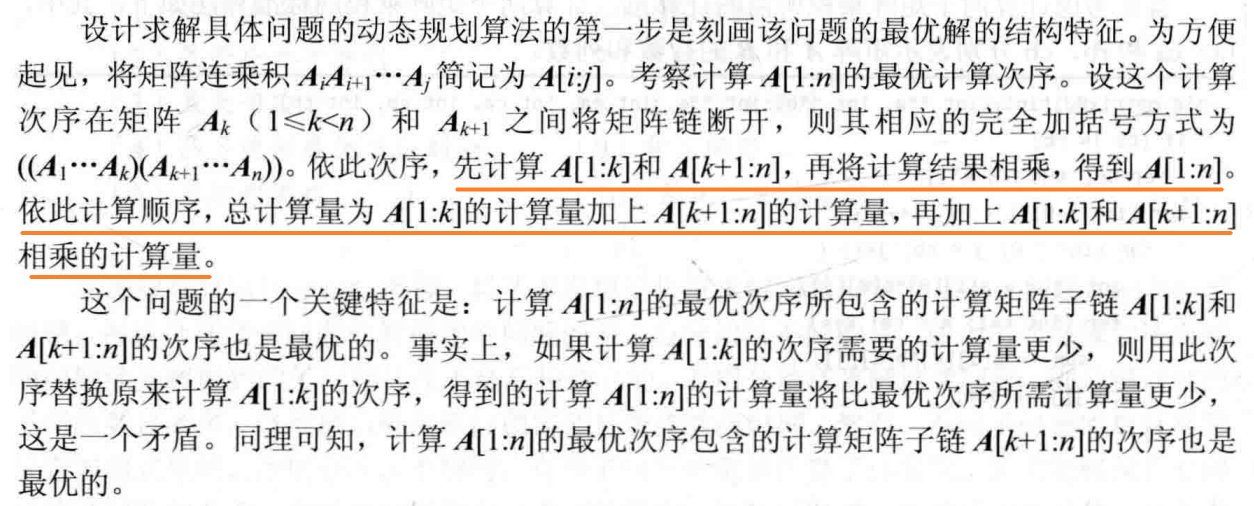 设计求解具体问题的动态规划算法的第一步是刻画该问题的最优解的结构特征。为方便
起见，将矩阵连乘积 AᵢAᵢ₊₁⋯Aⱼ 简记为 A[i:j]。考察计算 A[1:n]的最优计算次序。设这个计算
次序在矩阵 Aₖ（1≤k<n）和 Aₖ₊₁ 之间将矩阵链断开，则其相应的完全加括号方式为
((A₁⋯Aₖ)(Aₖ₊₁⋯Aₙ))。依此次序，先计算 A[1:k]和 A[k+1:n]，再将计算结果相乘，得到 A[1:n]。
依此计算顺序，总计算量为 A[1:k]的计算量加上 A[k+1:n]的计算量，再加上 A[1:k]和 A[k+1:n]
相乘的计算量。
这个问题的一个关键特征是：计算 A[1:n]的最优次序所包含的计算矩阵子链 A[1:k]和
A[k+1:n]的次序也是最优的。事实上，如果计算 A[1:k]的次序需要的计算量更少，则用此次
序替换原来计算 A[1:k]的次序，得到的计算 A[1:n]的计算量将比最优次序所需计算量更少，
这是一个矛盾。同理可知，计算 A[1:n]的最优次序包含的计算矩阵子链 A[k+1:n]的次序也是
最优的。